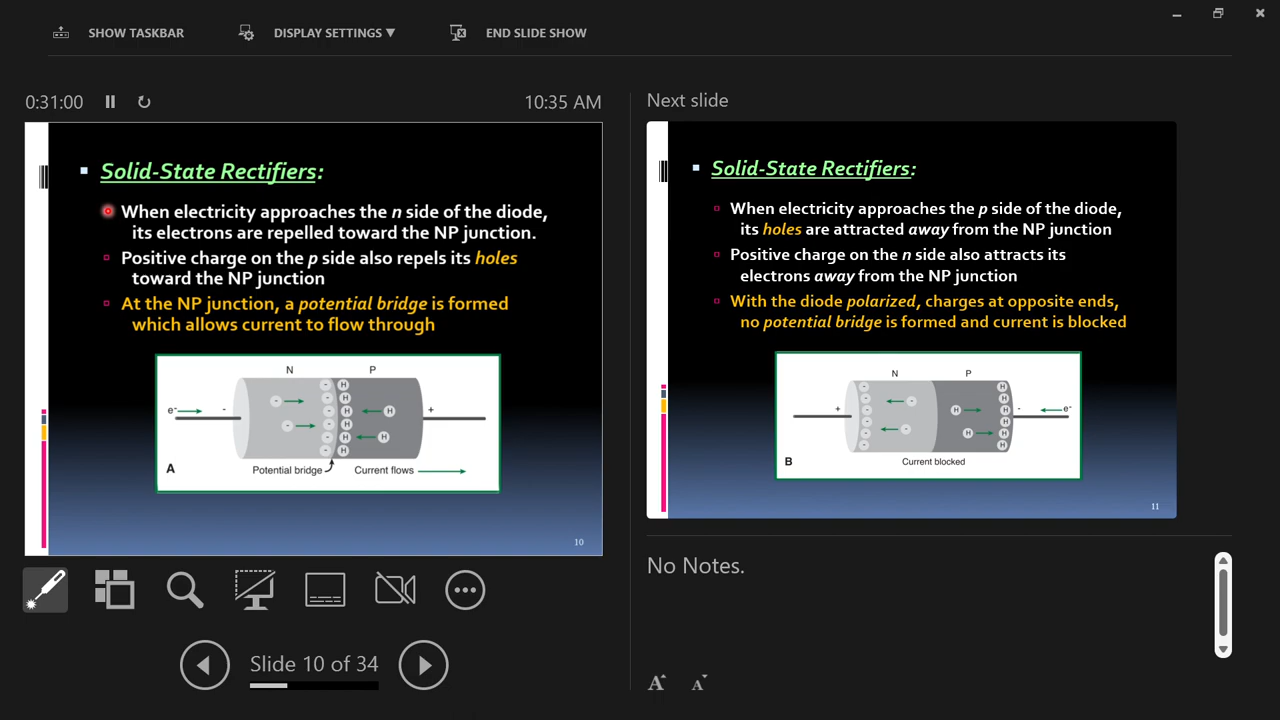 SHOW TASKBAR
DISPLAY SETTINGS ▼
END SLIDE SHOW
0:31:00
10:35 AM
Solid-State Rectifiers:
When electricity approaches the n side of the diode,
its electrons are repelled toward the NP junction.
Positive charge on the p side also repels its holes
toward the NP junction
At the NP junction, a potential bridge is formed
which allows current to flow through
N P
- H
- H
e- - - H +
H
Potential bridge Current flows
A
10
Slide 10 of 34
Next slide
Solid-State Rectifiers:
When electricity approaches the p side of the diode,
its holes are attracted away from the NP junction
Positive charge on the n side also attracts its
electrons away from the NP junction
With the diode polarized, charges at opposite ends,
no potential bridge is formed and current is blocked
N P
+ - H - e-
- H
B
Current blocked
11
No Notes.
A A